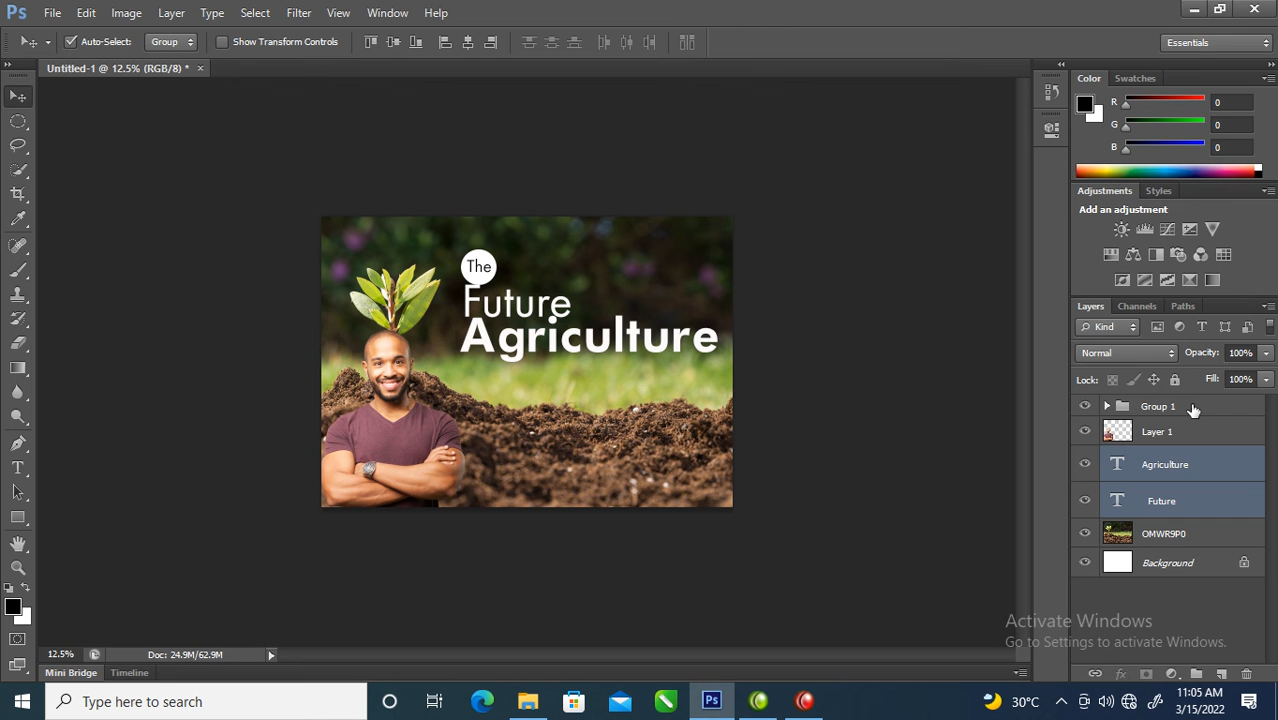 Ps File Edit Image Layer Type Select Filter 3D View Window Help
Auto-Select: Group Show Transform Controls Essentials
Untitled-1 @ 12.5% (RGB/8) * ×
Color Swatches
R 0
G 0
B 0
Adjustments Styles
Add an adjustment
Layers Channels Paths
Kind
Normal Opacity: 100%
Lock: Fill: 100%
Group 1
Layer 1
T Agriculture
T Future
OMWR9P0
Background
The
Future
Agriculture
Activate Windows
Go to Settings to activate Windows.
12.5% Doc: 24.9M/62.9M
Mini Bridge Timeline
Type here to search
Ps
30°C
11:05 AM
3/15/2022